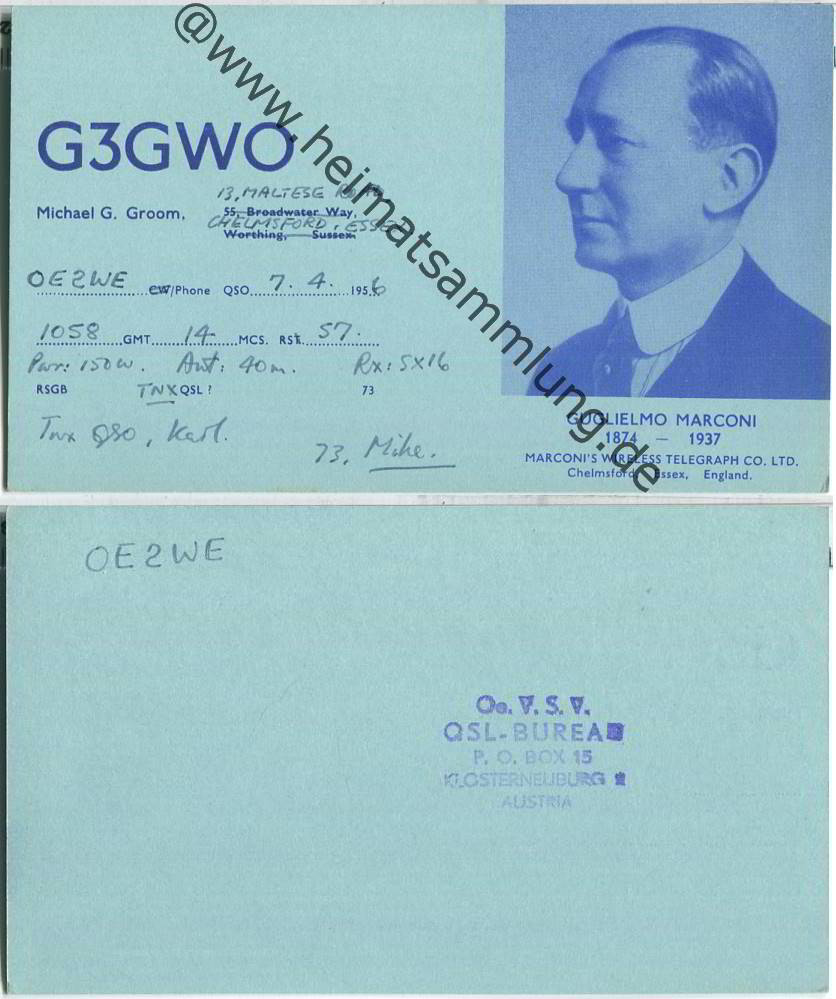 @www.heimatsammlung.de
G3GWO
13, MALTESE ROAD
Michael G. Groom, 55, Broadwater Way,
CHELMSFORD, ESSEX
Worthing, Sussex.
OE2WE CW/Phone QSO 7. 4. 1956
1058 GMT 14 MCS. RST 57.
Pwr: 150w. Ant: 40m. Rx: SX16
RSGB TNX QSL ? 73
Tnx QSO, Karl.
73, Mike.
GUGLIELMO MARCONI
1874 — 1937
MARCONI'S WIRELESS TELEGRAPH CO. LTD.
Chelmsford, Essex, England.
OE2WE
Oe. V. S. V.
QSL-BUREAU
P. O. BOX 15
KLOSTERNEUBURG 2
AUSTRIA